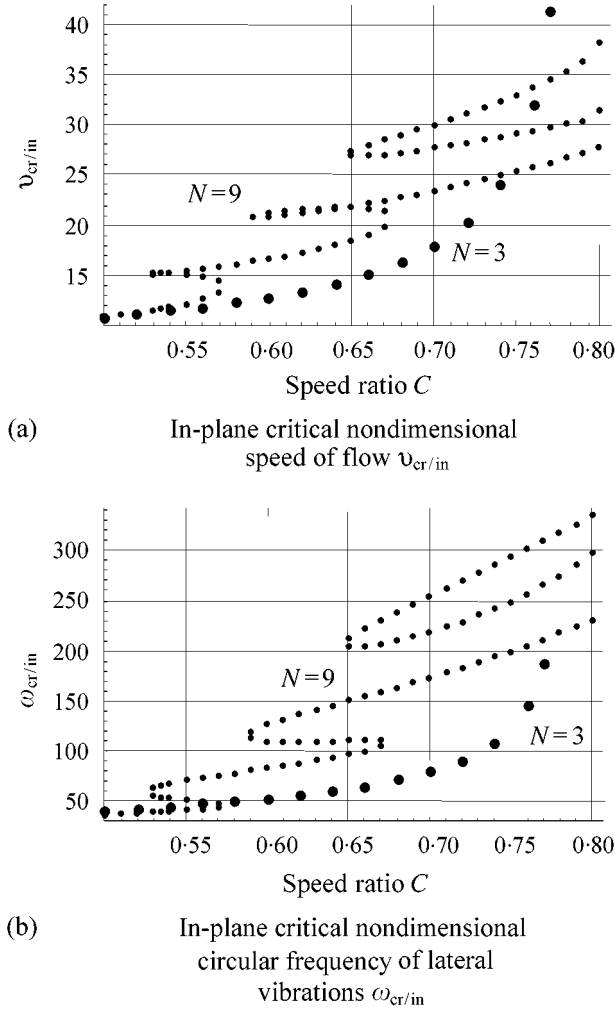 40
35
30
25
20
15
υcr/in
N=9
N=3
0·55 0·60 0·65 0·70 0·75 0·80
Speed ratio C
(a) In-plane critical nondimensional
speed of flow υcr/in
300
250
200
150
100
50
ωcr/in
N=9
N=3
0·55 0·60 0·65 0·70 0·75 0·80
Speed ratio C
(b) In-plane critical nondimensional
circular frequency of lateral
vibrations ωcr/in